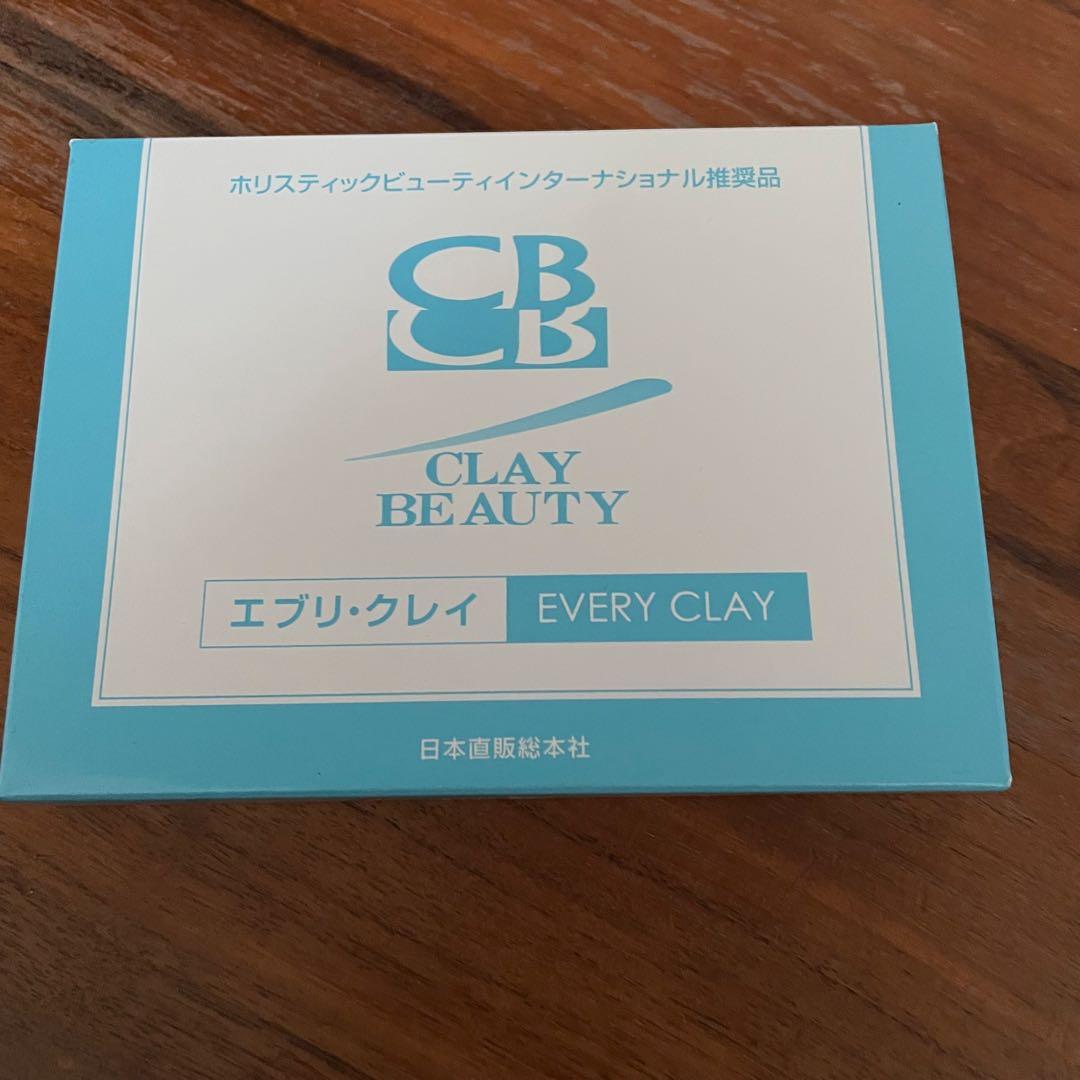 ホリスティックビューティインターナショナル推奨品
CB
CB
CLAY
BEAUTY
エブリ・クレイ EVERY CLAY
日本直販総本社